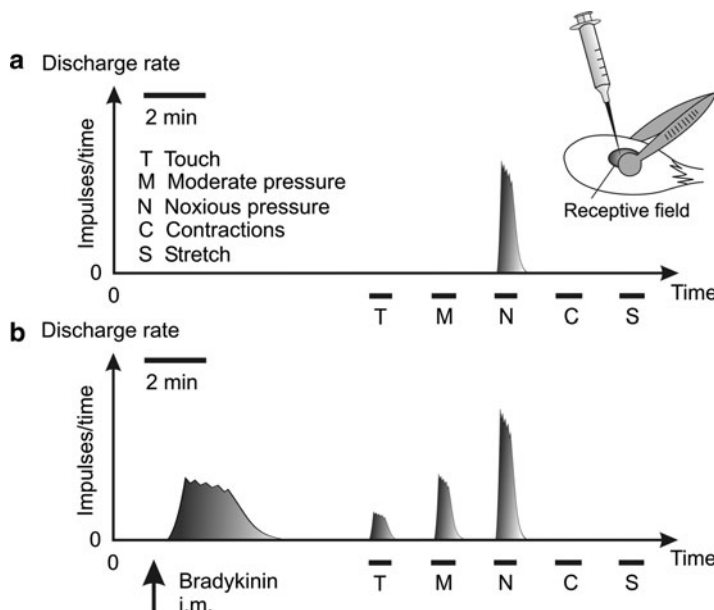 a Discharge rate
2 min
Impulses/time
T Touch
M Moderate pressure
N Noxious pressure
C Contractions
S Stretch
Receptive field
0
0
Time
T M N C S
b Discharge rate
2 min
Impulses/time
0
0
Time
T M N C S
Bradykinin
i.m.